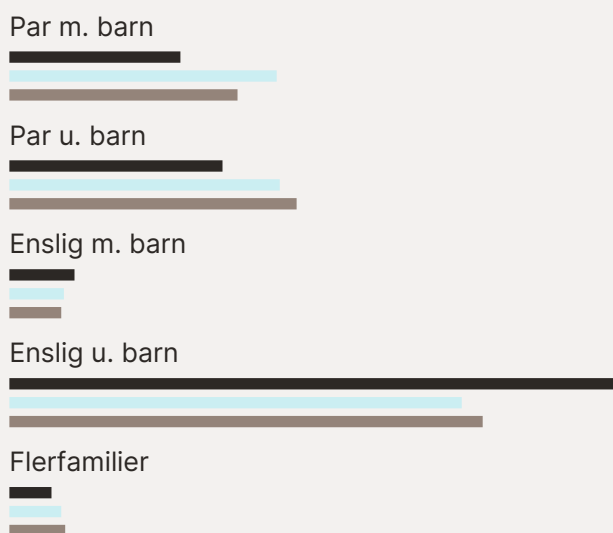 Par m. barn
Par u. barn
Enslig m. barn
Enslig u. barn
Flerfamilier